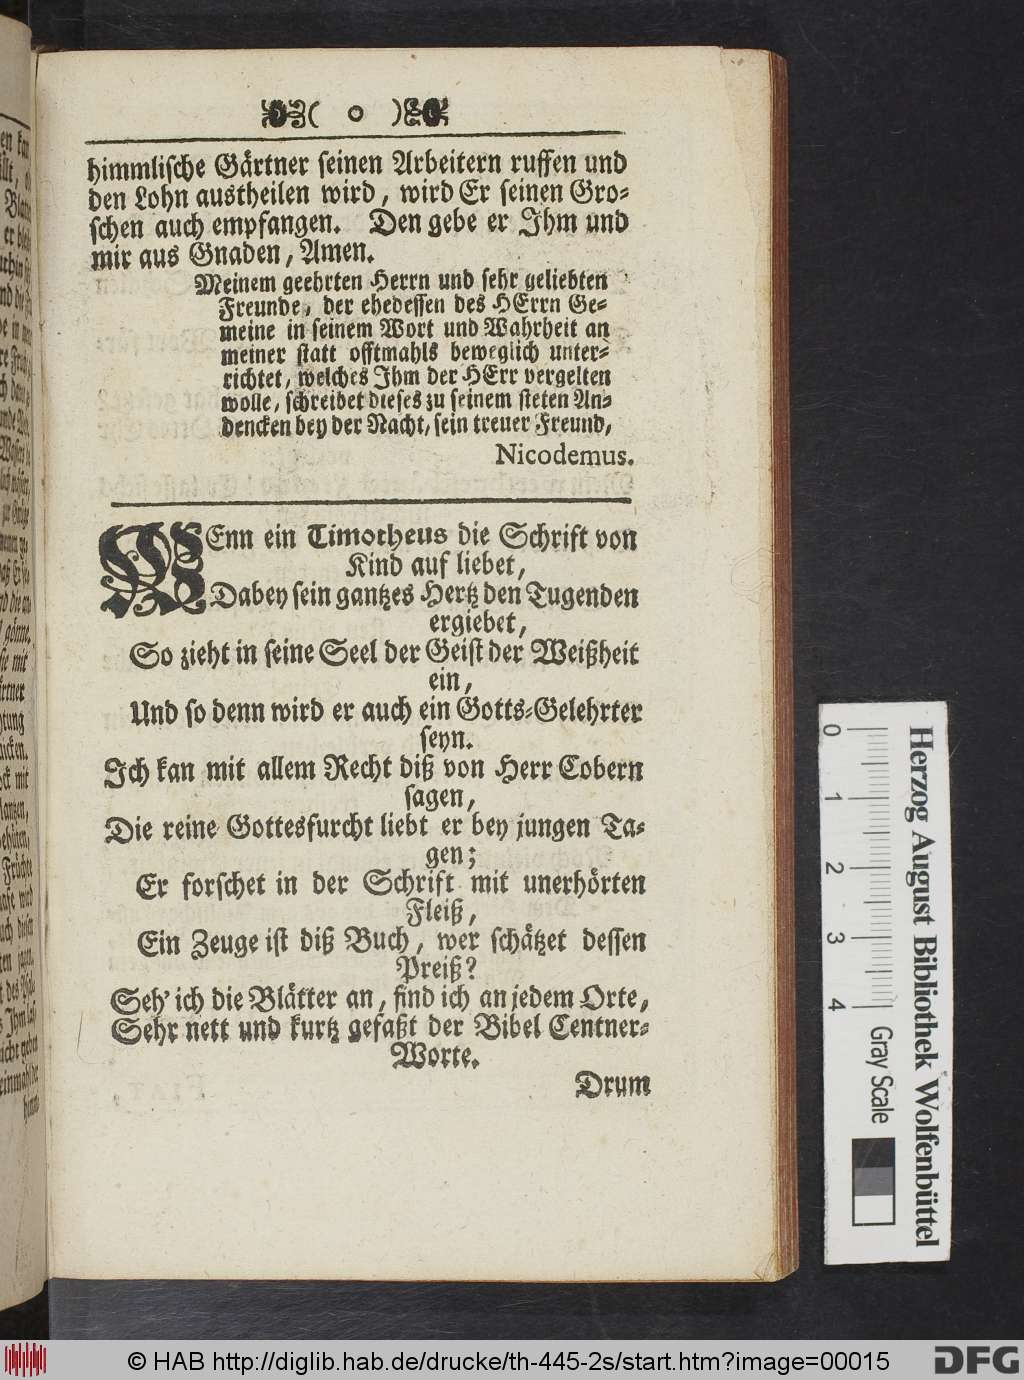 ( o )
himmlische Gärtner seinen Arbeitern ruffen und
den Lohn austheilen wird, wird Er seinen Gro-
schen auch empfangen. Den gebe er Ihm und
mir aus Gnaden, Amen.
Meinem geehrten Herrn und sehr geliebten
Freunde, der ehedessen des HErrn Ge-
meine in seinem Wort und Wahrheit an
meiner statt offtmahls beweglich unter-
richtet, welches Ihm der HErr vergelten
wolle, schreibet dieses zu seinem steten An-
dencken bey der Nacht, sein treuer Freund,
Nicodemus.
WEnn ein Timotheus die Schrift von
Kind auf liebet,
Dabey sein gantzes Hertz den Tugenden
ergiebet,
So zieht in seine Seel der Geist der Weißheit
ein,
Und so denn wird er auch ein Gotts-Gelehrter
seyn.
Ich kan mit allem Recht diß von Herr Cobern
sagen,
Die reine Gottesfurcht liebt er bey jungen Ta-
gen;
Er forschet in der Schrift mit unerhörten
Fleiß,
Ein Zeuge ist diß Buch, wer schätzet dessen
Preiß?
Seh' ich die Blätter an, find ich an jedem Orte,
Sehr nett und kurtz gefaßt der Bibel Centner-
Worte.
Drum
0 1 2 3 4
Gray Scale
Herzog August Bibliothek Wolfenbüttel
© HAB http://diglib.hab.de/drucke/th-445-2s/start.htm?image=00015
DFG